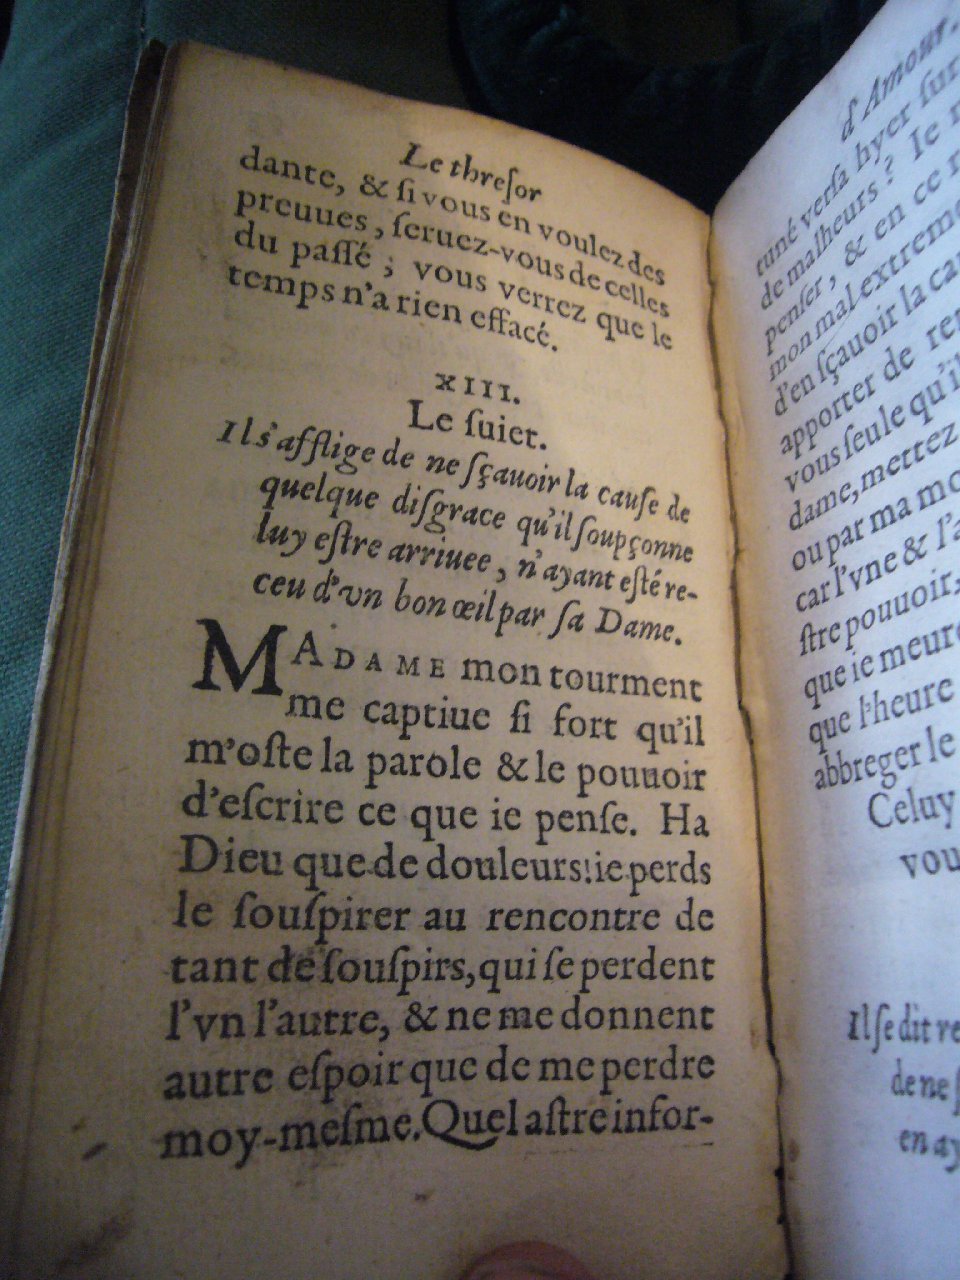 Le threſor
dante, & ſi vous en voulez des
preuues, ſeruez-vous de celles
du paſſé; vous verrez que le
temps n'a rien effacé.
XIII.
Le ſuiet.
Il s'afflige de ne ſçauoir la cauſe de
quelque diſgrace qu'il ſoupçonne
luy eſtre arriuee, n'ayant eſté re-
ceu d'vn bon œil par ſa Dame.
MADAME mon tourment
me captiue ſi fort qu'il
m'oſte la parole & le pouuoir
d'eſcrire ce que ie penſe. Ha
Dieu que de douleurs! ie perds
le ſouſpirer au rencontre de
tant de ſouſpirs, qui ſe perdent
l'vn l'autre, & ne me donnent
autre eſpoir que de me perdre
moy-meſme. Quel aſtre infor-
d'Amour.
tuné verſa hyer ſur
de malheurs? Ie
penſer, & en ce
mon mal extreme
d'en ſçauoir la
apporter de
vous ſeule qu'il
dame, mettez
ou par ma
car l'vne & l'
ſtre pouuoir,
que ie meure
que l'heure
abbreger le
Celuy
Il ſe dit
de ne
en